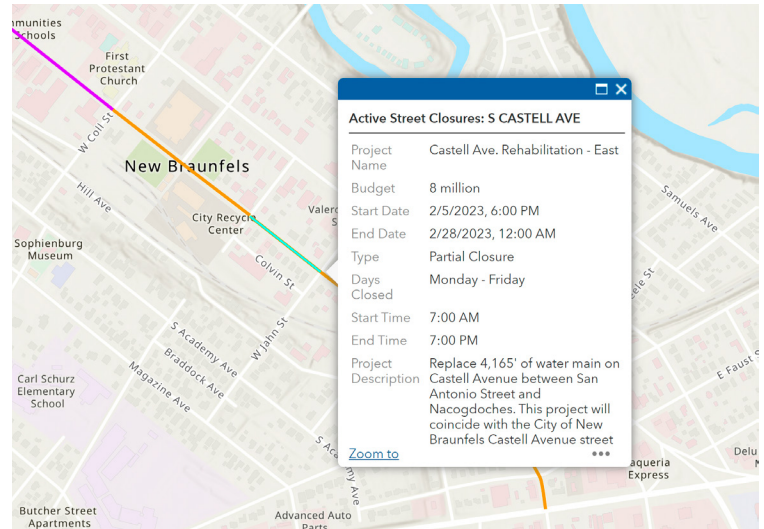 mmunities
Schools
First
Protestant
Church
W Coll St
New Braunfels
Hill Ave
City Recycle
Center
Sophienburg
Museum
Colvin St
S Academy Ave
W Jahn St
Braddock Ave
Magazine Ave
Carl Schurz
Elementary
School
S Ac
my Ave
Butcher Street
Apartments
Advanced Auto
Parts
Valero
S
Samuels Ave
eele St
E Faust S
Delu
aqueria
Express
Active Street Closures: S CASTELL AVE
Project Name Castell Ave. Rehabilitation - East
Budget 8 million
Start Date 2/5/2023, 6:00 PM
End Date 2/28/2023, 12:00 AM
Type Partial Closure
Days Closed Monday - Friday
Start Time 7:00 AM
End Time 7:00 PM
Project Description Replace 4,165' of water main on
Castell Avenue between San
Antonio Street and
Nacogdoches. This project will
coincide with the City of New
Braunfels Castell Avenue street
Zoom to